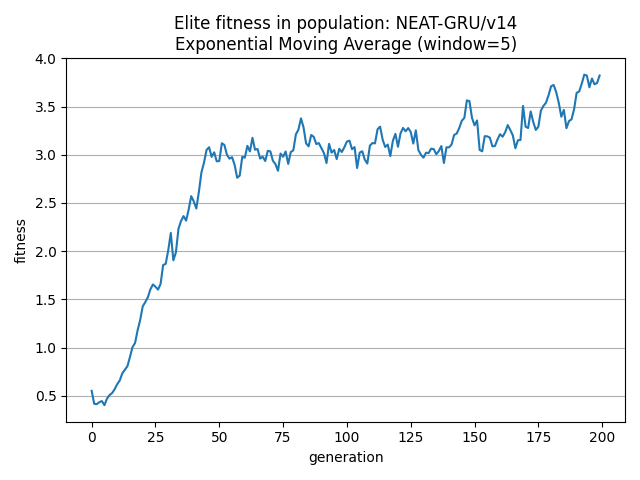 Elite fitness in population: NEAT-GRU/v14
Exponential Moving Average (window=5)
4.0
3.5
3.0
2.5
2.0
1.5
1.0
0.5
fitness
0 25 50 75 100 125 150 175 200
generation